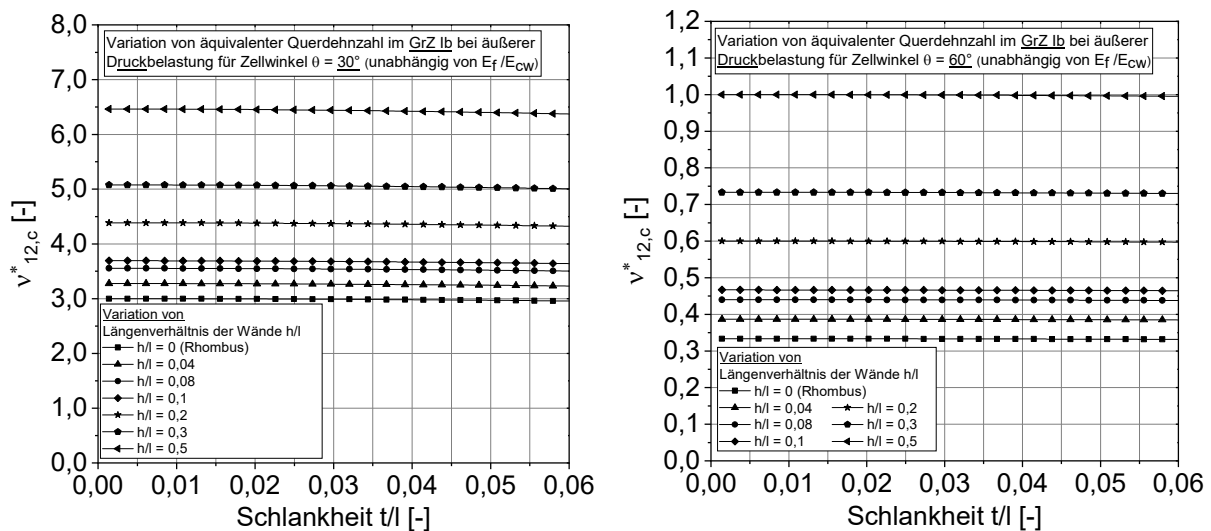 Variation von äquivalenter Querdehnzahl im GrZ Ib bei äußerer
Druckbelastung für Zellwinkel θ = 30° (unabhängig von Ef /Ecw)
8,0
7,0
6,0
5,0
4,0
3,0
2,0
1,0
0,0
ν*12,c [-]
Variation von
Längenverhältnis der Wände h/l
h/l = 0 (Rhombus)
h/l = 0,04
h/l = 0,08
h/l = 0,1
h/l = 0,2
h/l = 0,3
h/l = 0,5
0,00 0,01 0,02 0,03 0,04 0,05 0,06
Schlankheit t/l [-]
Variation von äquivalenter Querdehnzahl im GrZ Ib bei äußerer
Druckbelastung für Zellwinkel θ = 60° (unabhängig von Ef /Ecw)
1,2
1,1
1,0
0,9
0,8
0,7
0,6
0,5
0,4
0,3
0,2
0,1
0,0
ν*12,c [-]
Variation von
Längenverhältnis der Wände h/l
h/l = 0 (Rhombus)
h/l = 0,04 h/l = 0,2
h/l = 0,08 h/l = 0,3
h/l = 0,1 h/l = 0,5
0,00 0,01 0,02 0,03 0,04 0,05 0,06
Schlankheit t/l [-]